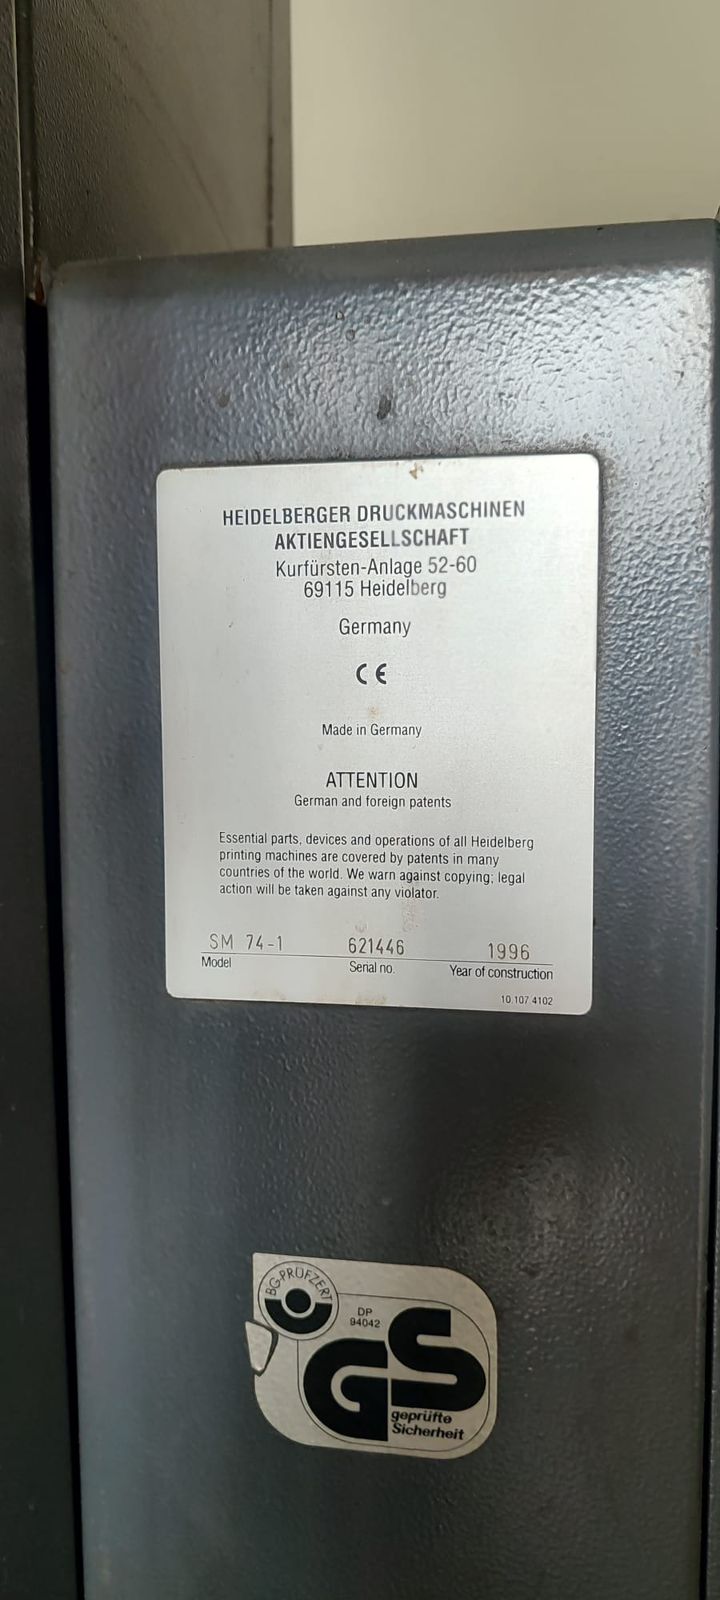 HEIDELBERGER DRUCKMASCHINEN
AKTIENGESELLSCHAFT
Kurfürsten-Anlage 52-60
69115 Heidelberg
Germany
CE
Made in Germany
ATTENTION
German and foreign patents
Essential parts, devices and operations of all Heidelberg
printing machines are covered by patents in many
countries of the world. We warn against copying; legal
action will be taken against any violator.
SM 74-1 621446 1996
Model Serial no. Year of construction
10.107 4102
BG-PRÜFZERT
DP
94042
GS
geprüfte
Sicherheit